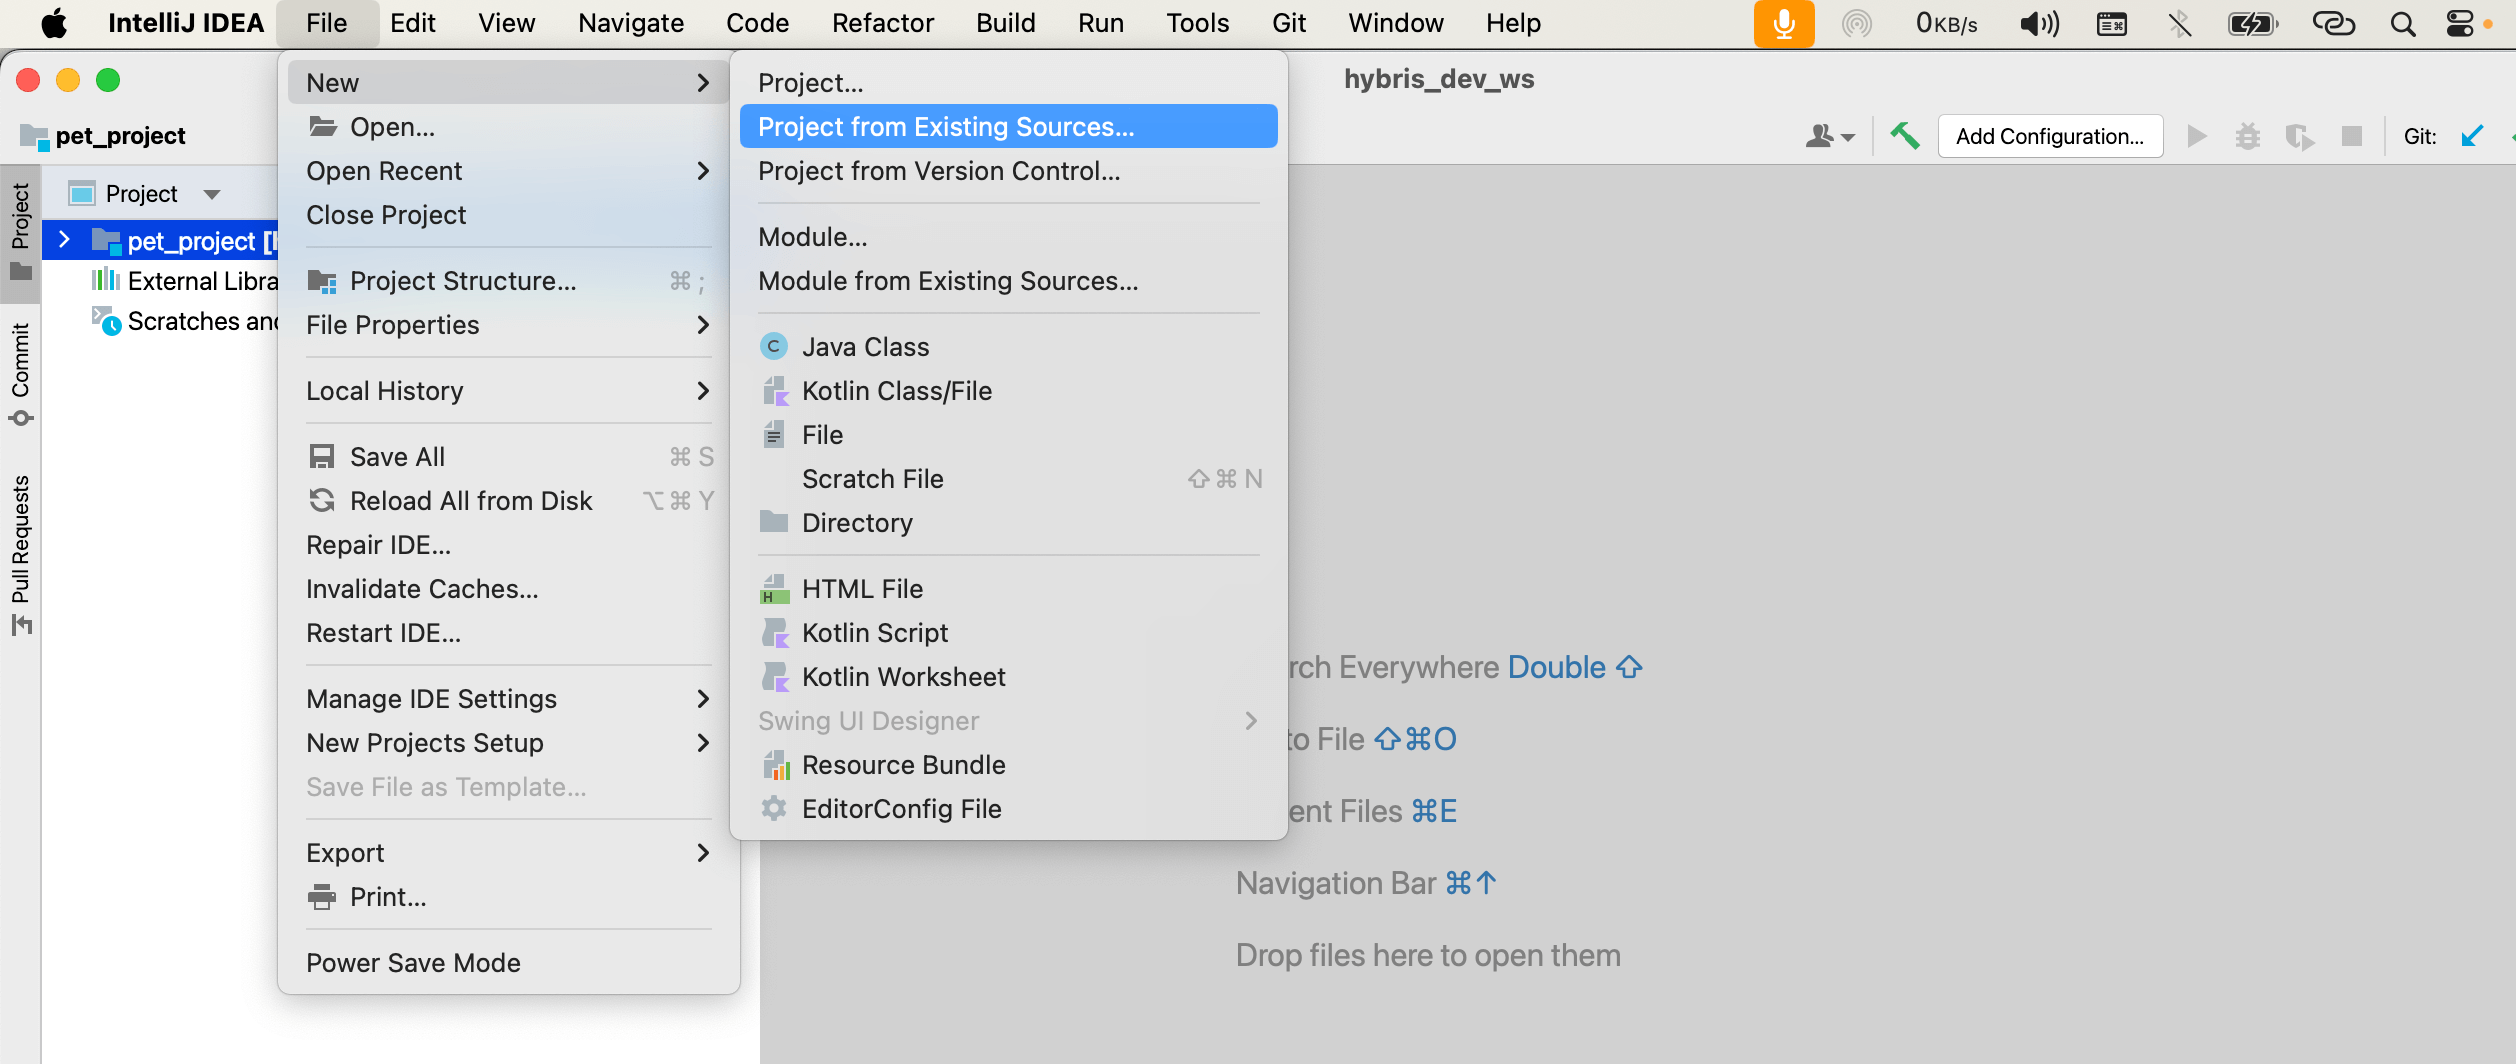 IntelliJ IDEA File Edit View Navigate Code Refactor Build Run Tools Git Window Help 0KB/s
hybris_dev_ws
pet_project
Add Configuration... Git:
Project
pet_project [
External Libra
Scratches and
Project
Commit
Pull Requests
New
Open...
Open Recent
Close Project
Project Structure... ⌘ ;
File Properties
Local History
Save All ⌘ S
Reload All from Disk ⌥ ⌘ Y
Repair IDE...
Invalidate Caches...
Restart IDE...
Manage IDE Settings
New Projects Setup
Save File as Template...
Export
Print...
Power Save Mode
Project...
Project from Existing Sources...
Project from Version Control...
Module...
Module from Existing Sources...
Java Class
Kotlin Class/File
File
Scratch File ⇧ ⌘ N
Directory
HTML File
Kotlin Script
Kotlin Worksheet
Swing UI Designer
Resource Bundle
EditorConfig File
rch Everywhere Double ⇧
to File ⇧⌘O
ent Files ⌘E
Navigation Bar ⌘↑
Drop files here to open them